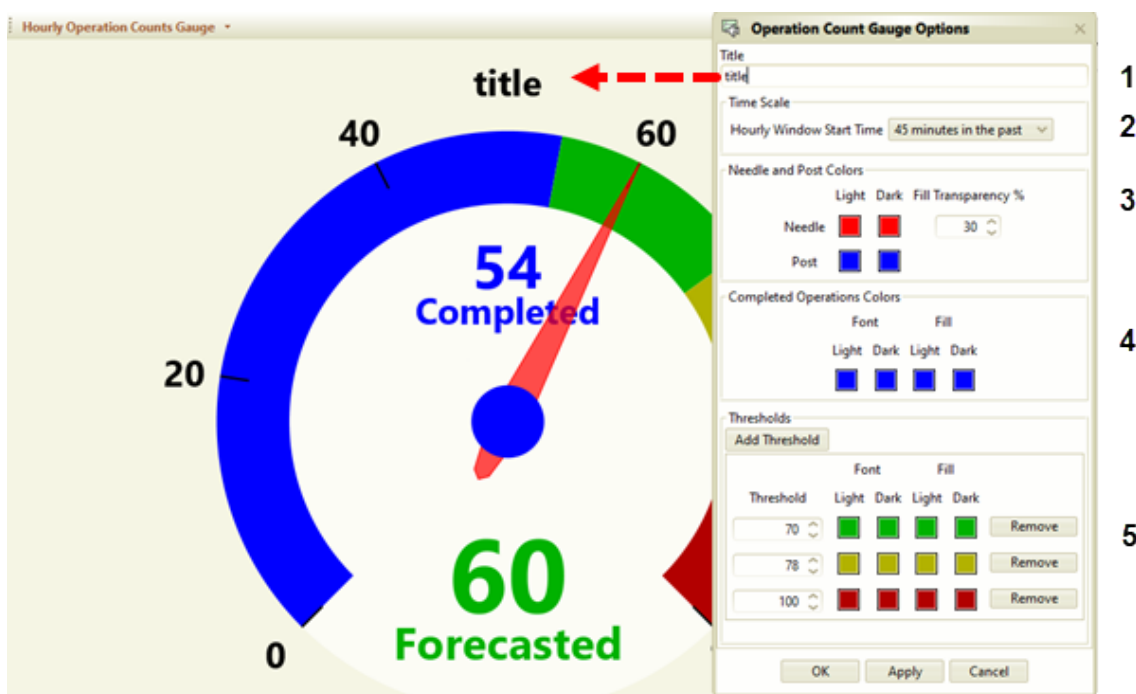 Hourly Operation Counts Gauge
title
40
60
20
54
Completed
60
Forecasted
0
Operation Count Gauge Options
Title
title
1
Time Scale
Hourly Window Start Time 45 minutes in the past
2
Needle and Post Colors
3
Light Dark Fill Transparency %
Needle 30
Post
Completed Operations Colors
Font Fill
4
Light Dark Light Dark
Thresholds
Add Threshold
Font Fill
Threshold Light Dark Light Dark
70 Remove
5
78 Remove
100 Remove
OK Apply Cancel